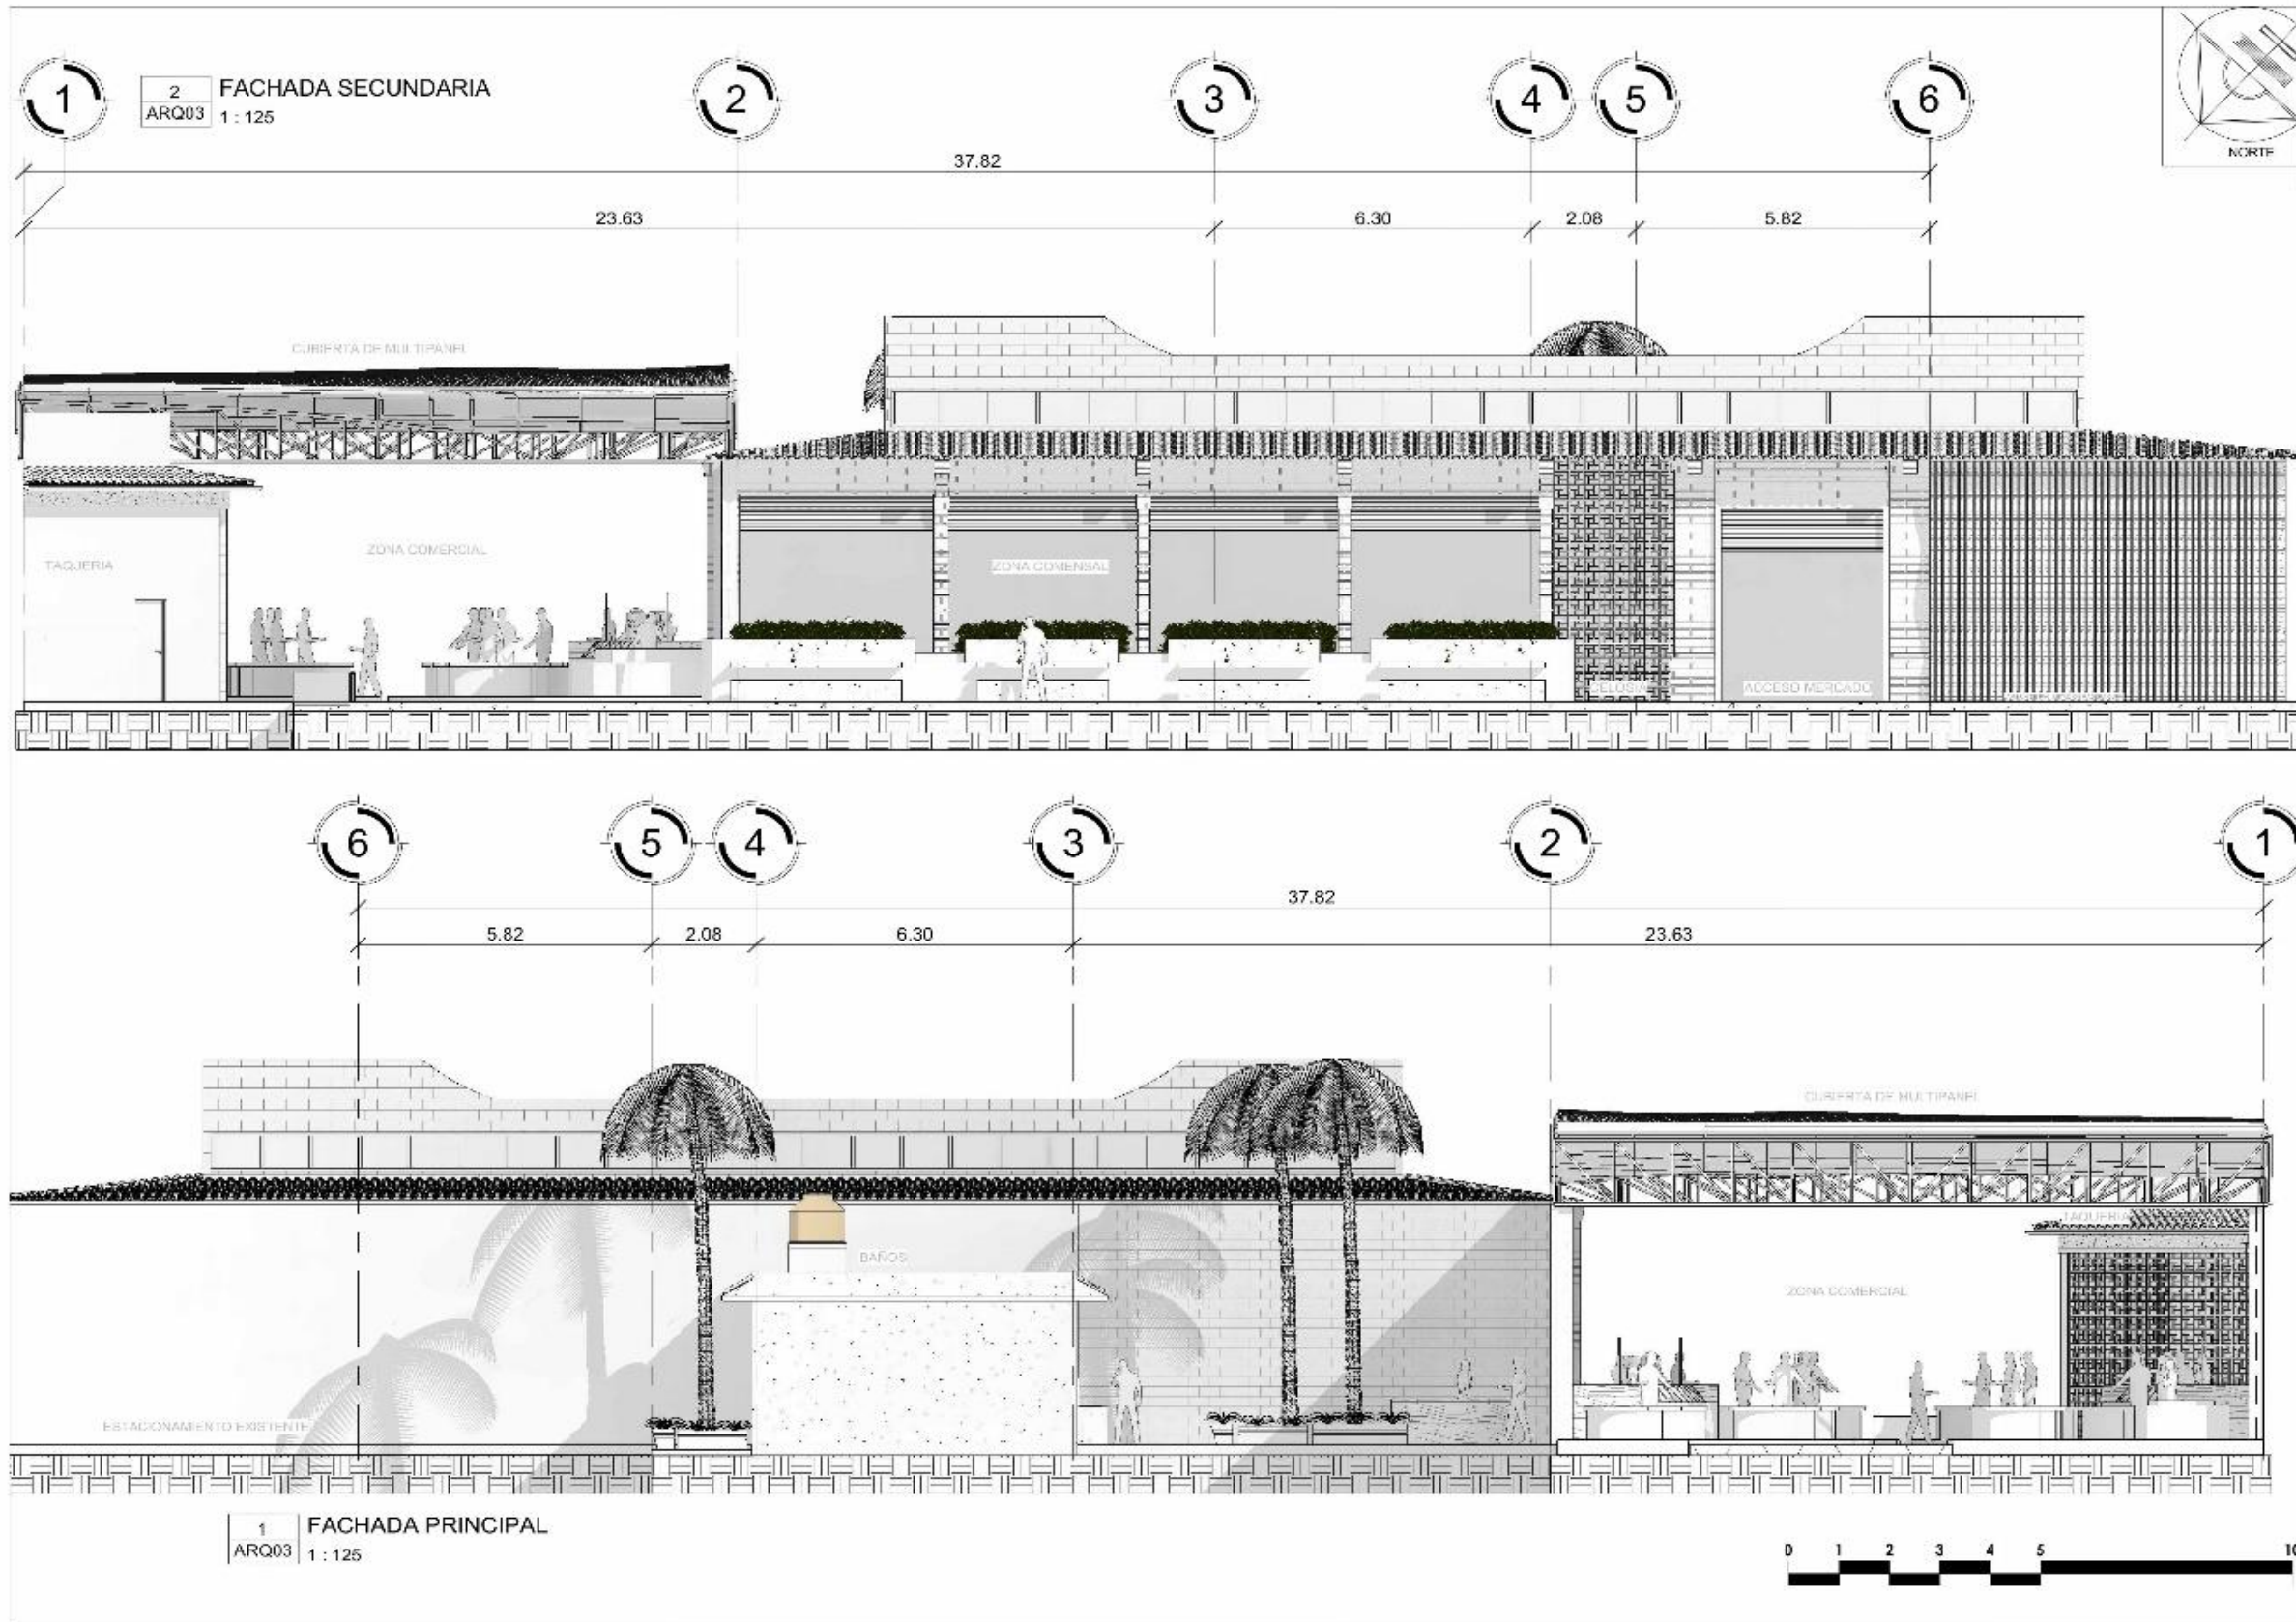 1
2
3
4
5
6
2
ARQ03
FACHADA SECUNDARIA
1 : 125
NORTE
37.82
23.63
6.30
2.08
5.82
CUBIERTA DE MULTIPANEL
TAQUERIA
ZONA COMERCIAL
ZONA COMENSAL
CELOSIA
ACCESO MERCADO
6
5
4
3
2
1
37.82
5.82
2.08
6.30
23.63
CUBIERTA DE MULTIPANEL
TAQUERIA
BAÑOS
ZONA COMERCIAL
ESTACIONAMIENTO EXISTENTE
1
ARQ03
FACHADA PRINCIPAL
1 : 125
0 1 2 3 4 5 10